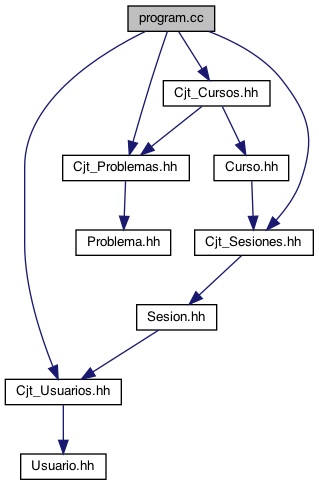 program.cc
Cjt_Cursos.hh
Cjt_Problemas.hh
Curso.hh
Problema.hh
Cjt_Sesiones.hh
Sesion.hh
Cjt_Usuarios.hh
Usuario.hh